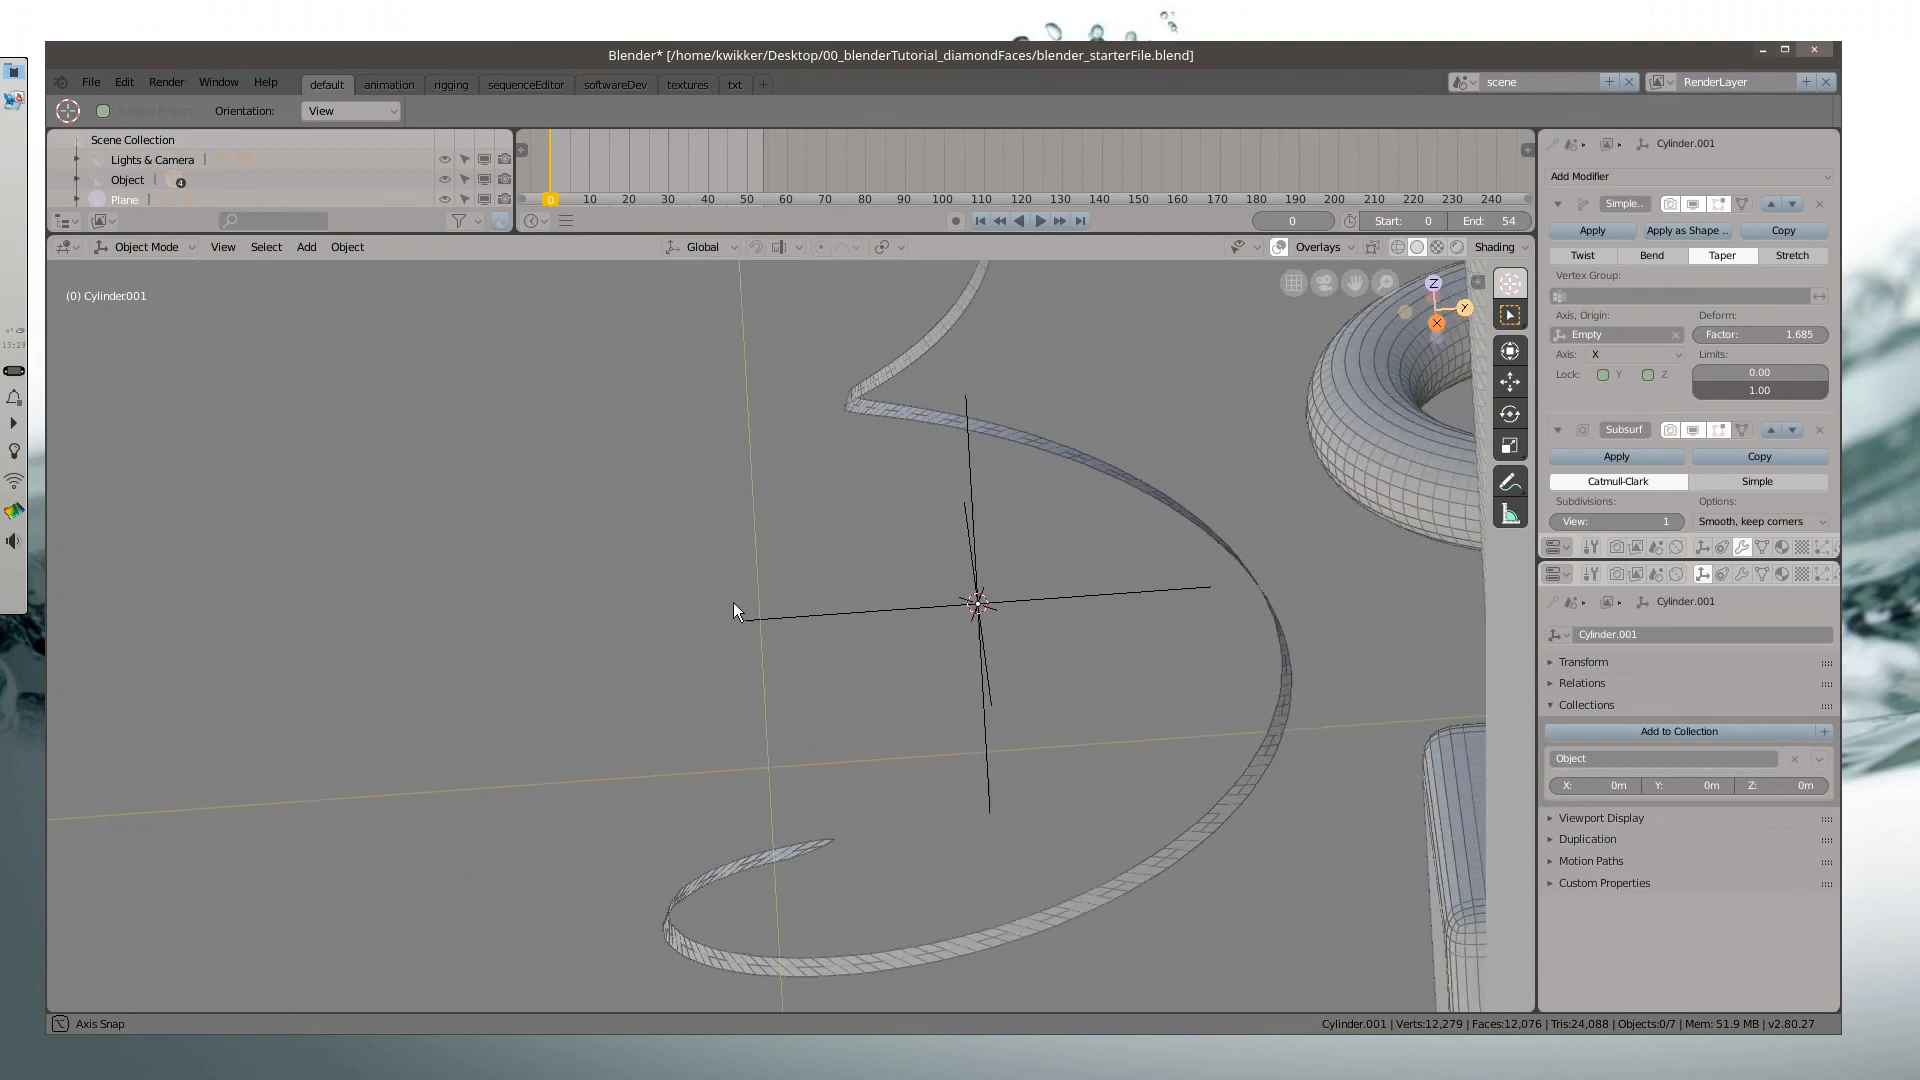 Blender* [/home/kwikker/Desktop/00_blenderTutorial_diamondFaces/blender_starterFile.blend]
File Edit Render Window Help default animation rigging sequenceEditor softwareDev textures txt + scene RenderLayer
Surface Project Orientation: View
Scene Collection
Lights & Camera
Object 4
Plane
0 10 20 30 40 50 60 70 80 90 100 110 120 130 140 150 160 170 180 190 200 210 220 230 240
0 Start: 0 End: 54
Object Mode View Select Add Object Global Overlays Shading
(0) Cylinder.001
Z
Y
X
13:29
Cylinder.001
Add Modifier
Simple..
Apply Apply as Shape .. Copy
Twist Bend Taper Stretch
Vertex Group:
Axis, Origin: Deform:
Empty Factor: 1.685
Axis: X Limits:
Lock: Y Z 0.00
1.00
Subsurf
Apply Copy
Catmull-Clark Simple
Subdivisions: Options:
View: 1 Smooth, keep corners
Cylinder.001
Cylinder.001
Transform
Relations
Collections
Add to Collection
Object
X: 0m Y: 0m Z: 0m
Viewport Display
Duplication
Motion Paths
Custom Properties
Axis Snap
Cylinder.001 | Verts:12,279 | Faces:12,076 | Tris:24,088 | Objects:0/7 | Mem: 51.9 MB | v2.80.27